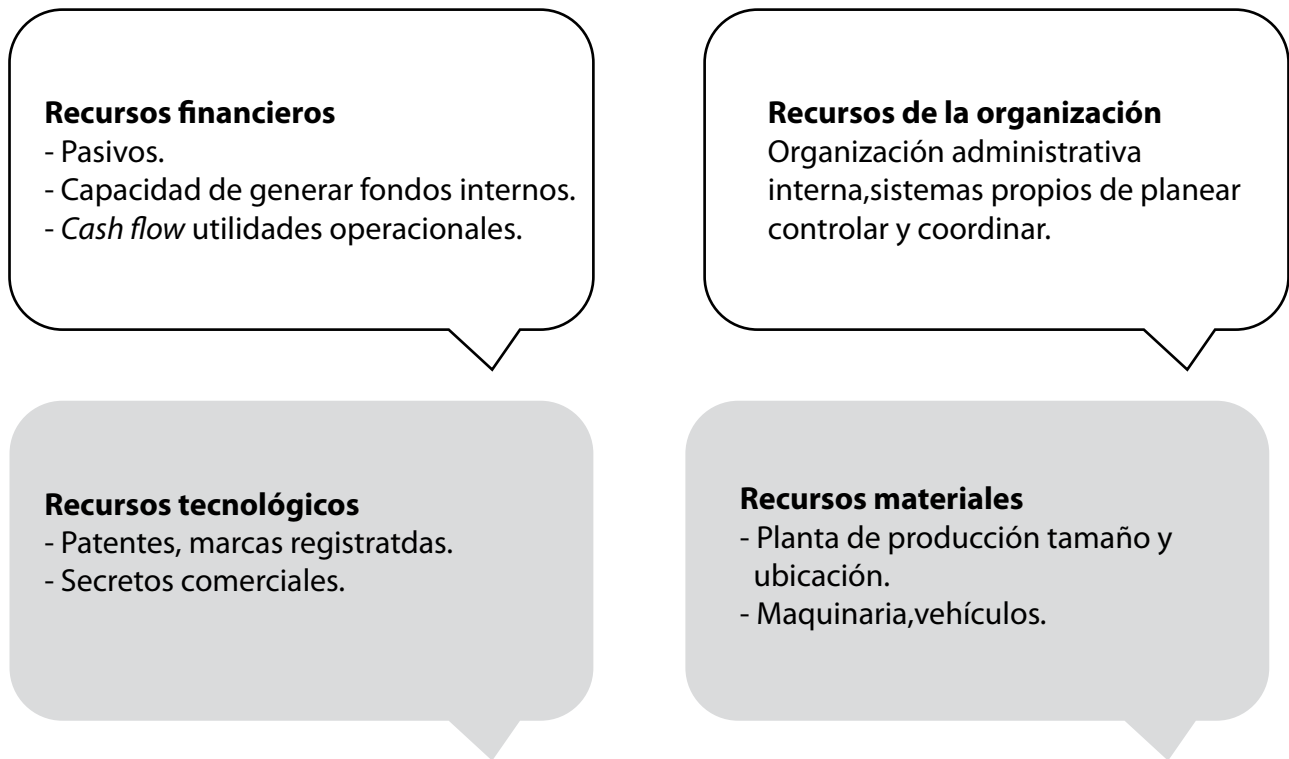 Recursos financieros
- Pasivos.
- Capacidad de generar fondos internos.
- Cash flow utilidades operacionales.
Recursos de la organización
Organización administrativa
interna,sistemas propios de planear
controlar y coordinar.
Recursos tecnológicos
- Patentes, marcas registratdas.
- Secretos comerciales.
Recursos materiales
- Planta de producción tamaño y
ubicación.
- Maquinaria,vehículos.